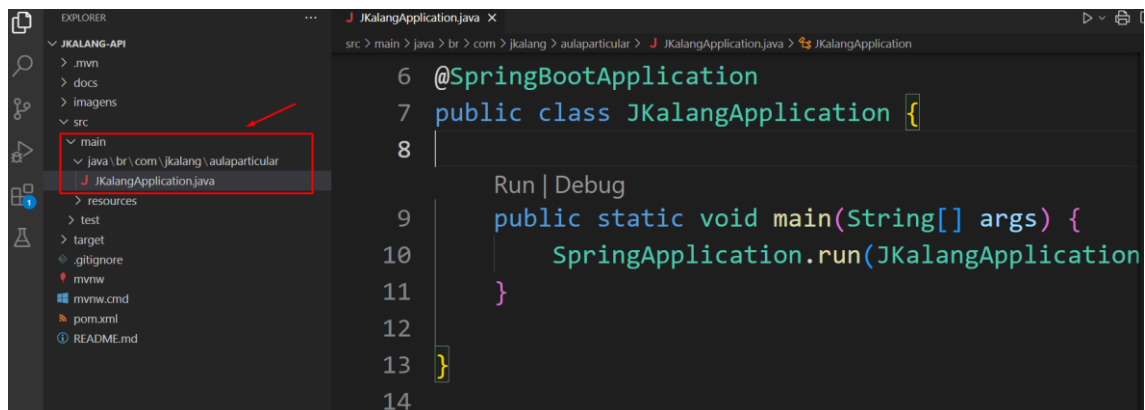 EXPLORER
...
JKALANG-API
.mvn
docs
imagens
src
main
java\br\com\jkalang\aulaparticular
J JKalangApplication.java
resources
test
target
.gitignore
mvnw
mvnw.cmd
pom.xml
README.md
1
J JKalangApplication.java ×
src > main > java > br > com > jkalang > aulaparticular > J JKalangApplication.java > JKalangApplication
6 @SpringBootApplication
7 public class JKalangApplication {
8
Run | Debug
9 public static void main(String[] args) {
10 SpringApplication.run(JKalangApplication
11 }
12
13 }
14